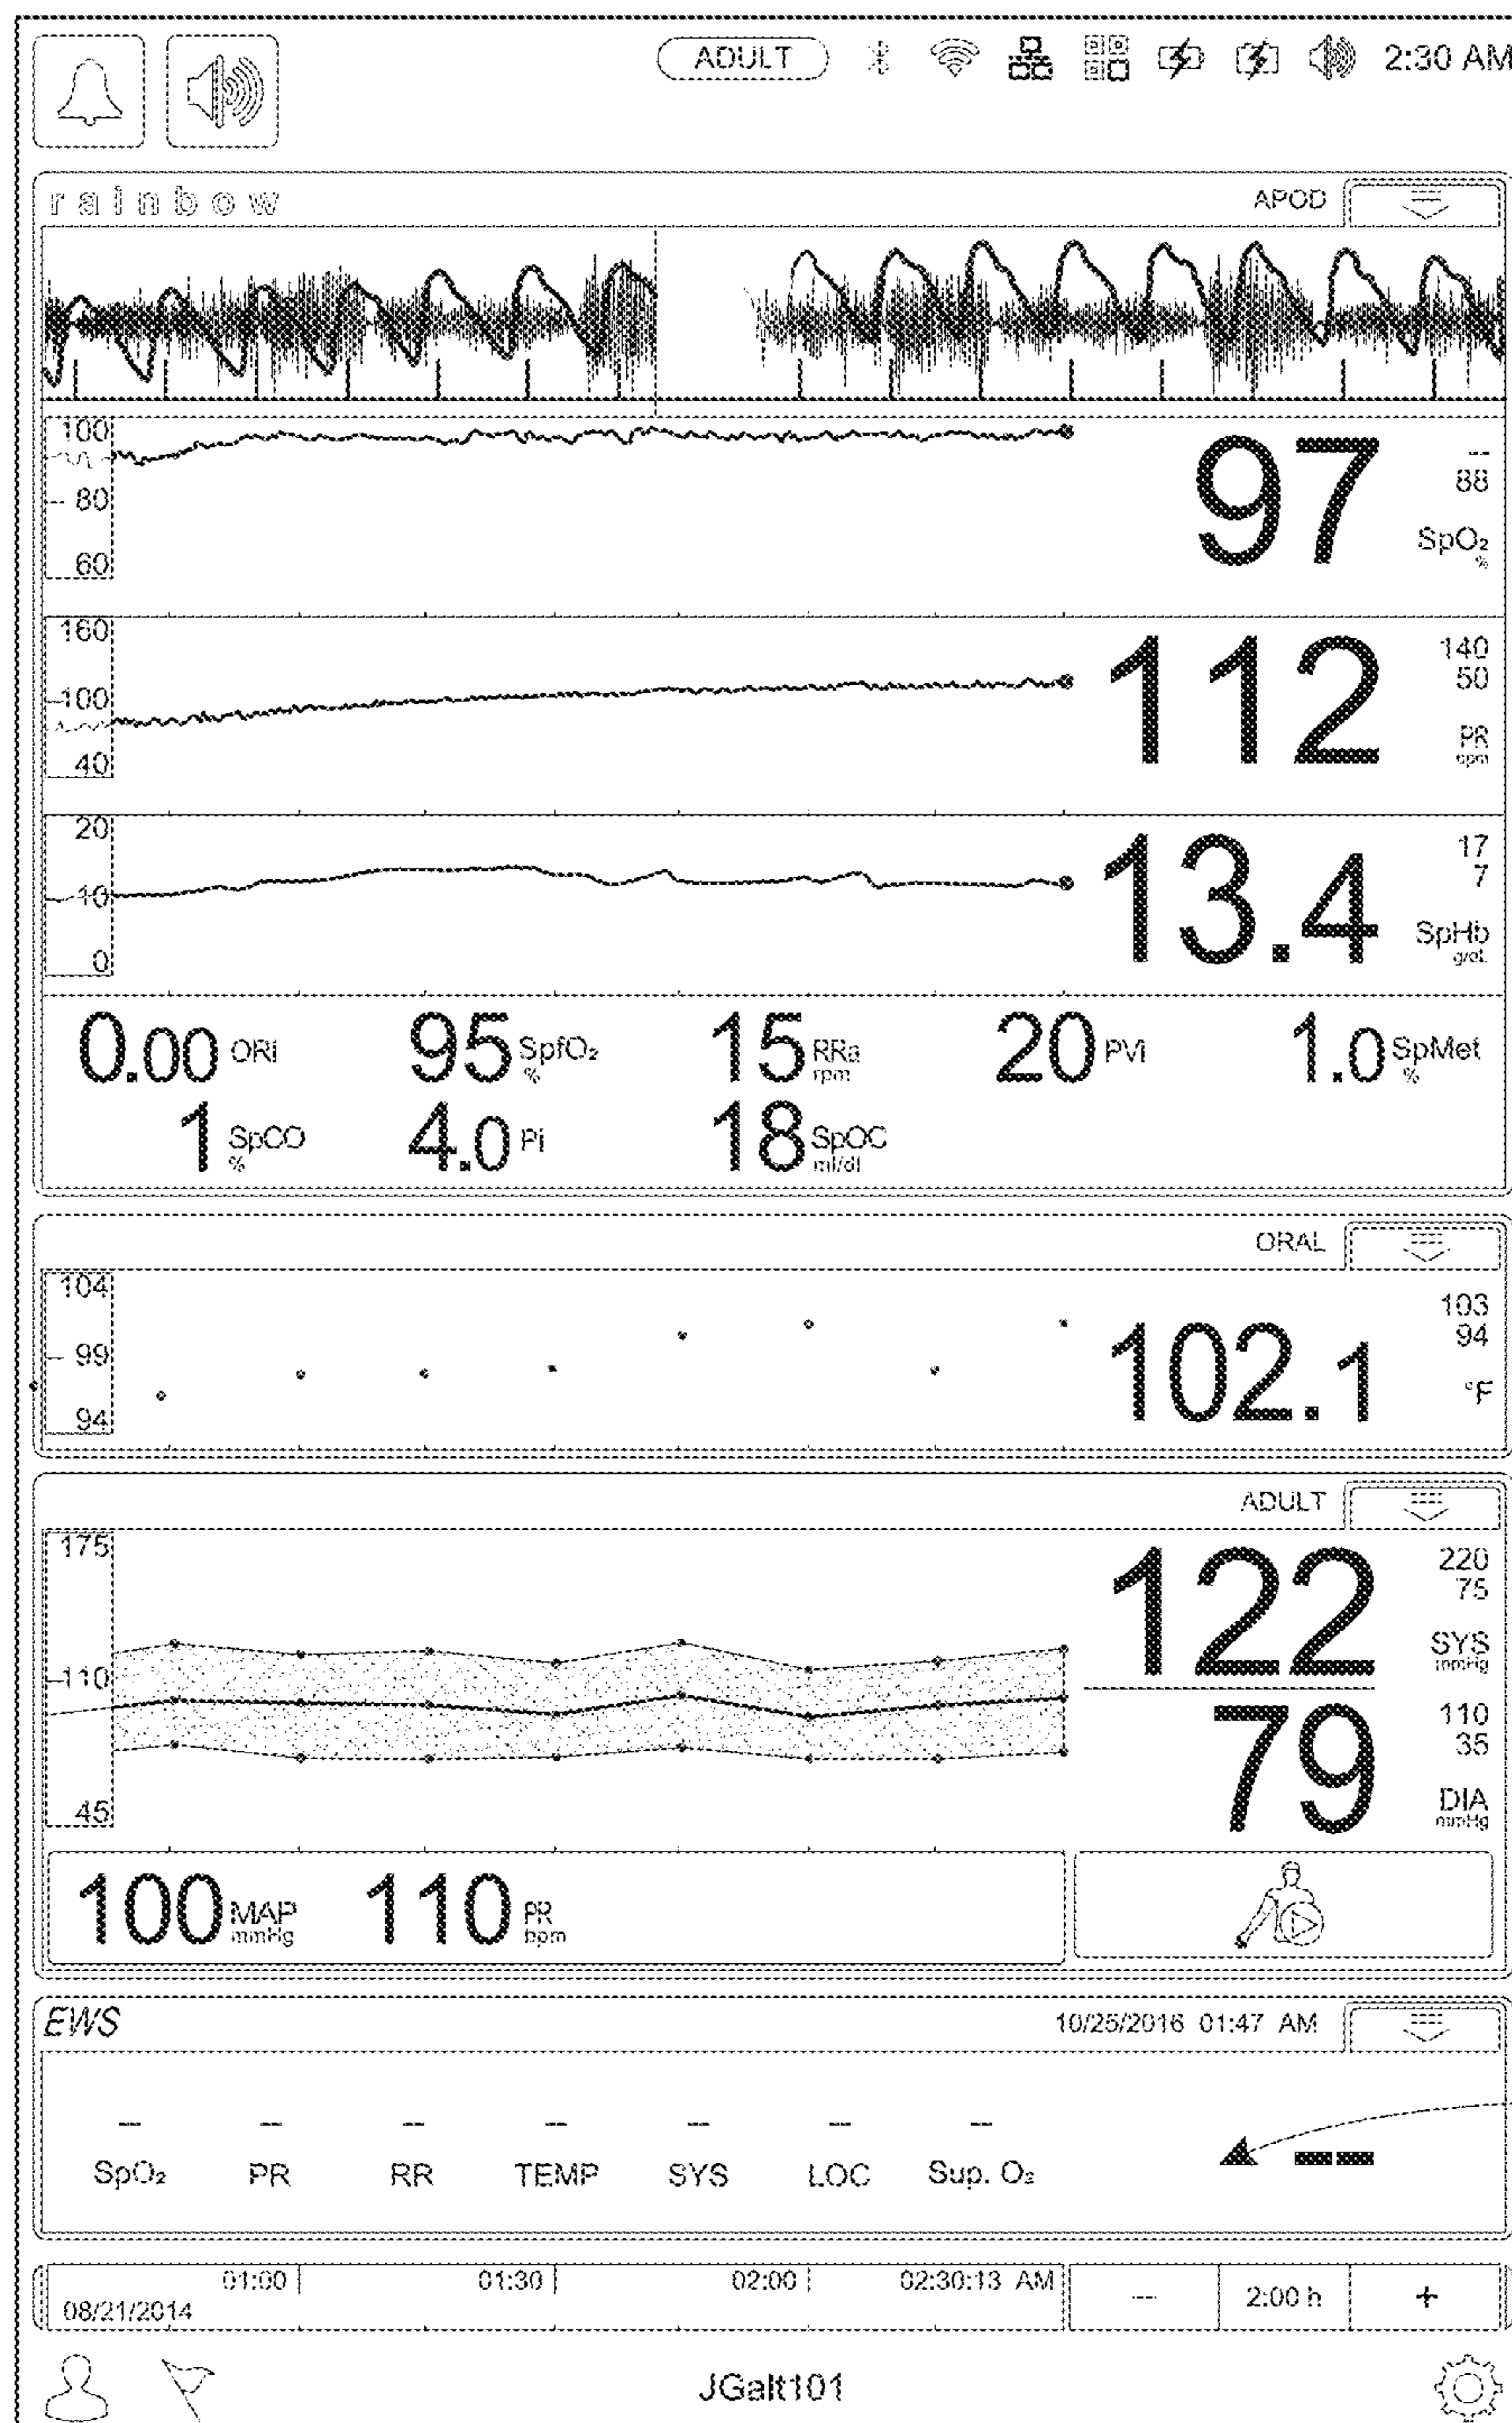 ADULT 2:30 AM
rainbow APOD
100
80
60
97
--
88
SpO₂
%
160
100
40
112
140
50
PR
bpm
20
10
0
13.4
17
7
SpHb
g/dL
0.00 ORi 95 SpfO₂ % 15 RRa rpm 20 PVi 1.0 SpMet %
1 SpCO % 4.0 Pi 18 SpOC ml/dl
ORAL
104
99
94
102.1
103
94
°F
ADULT
175
110
45
122
220
75
SYS
mmHg
79
110
35
DIA
mmHg
100 MAP mmHg 110 PR bpm
EWS 10/25/2016 01:47 AM
-- -- -- -- -- -- --
SpO₂ PR RR TEMP SYS LOC Sup. O₂
--
01:00 01:30 02:00 02:30:13 AM
08/21/2014
— 2:00 h +
JGalt101